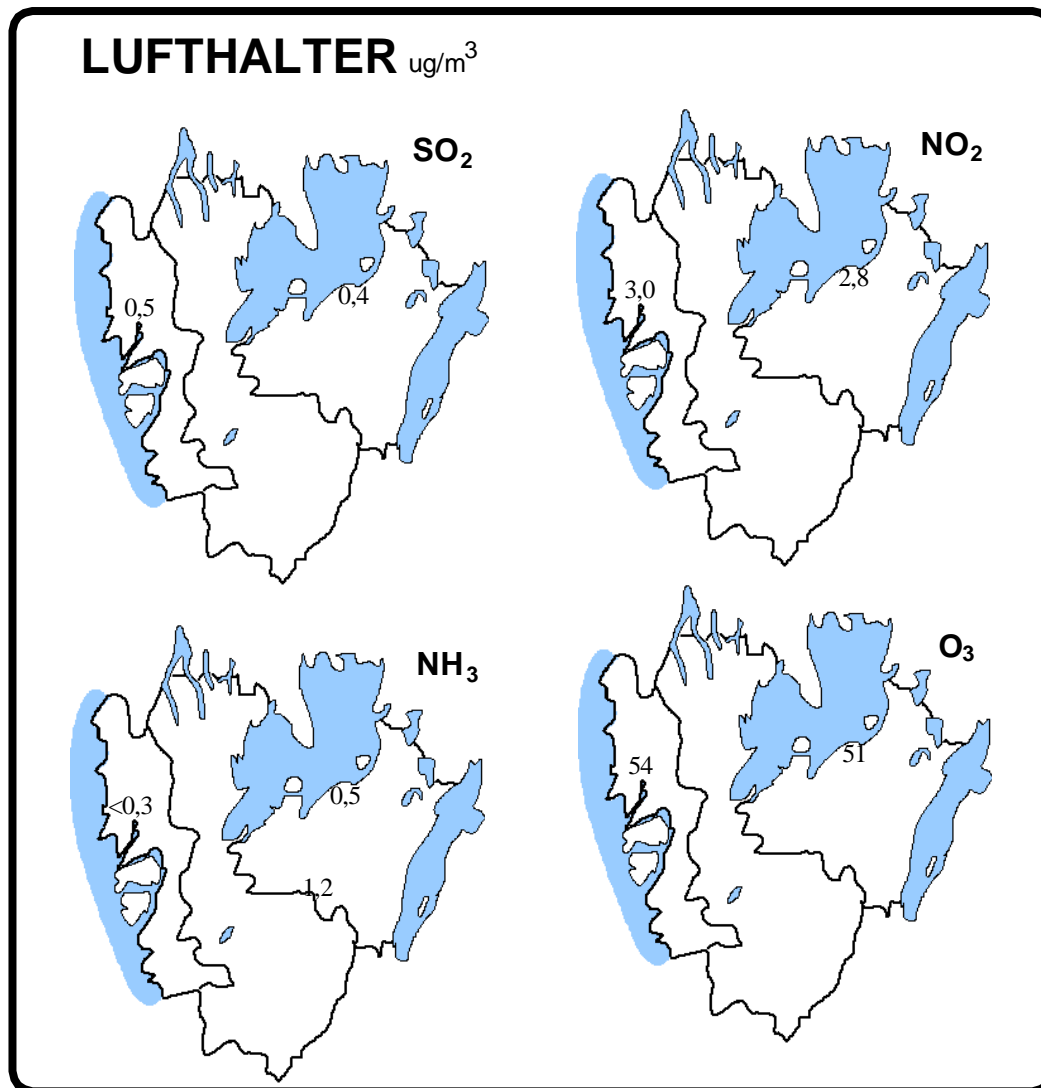 LUFTHALTER ug/m³
SO₂
0,5
0,4
NO₂
3,0
2,8
NH₃
<0,3
0,5
1,2
O₃
54
51